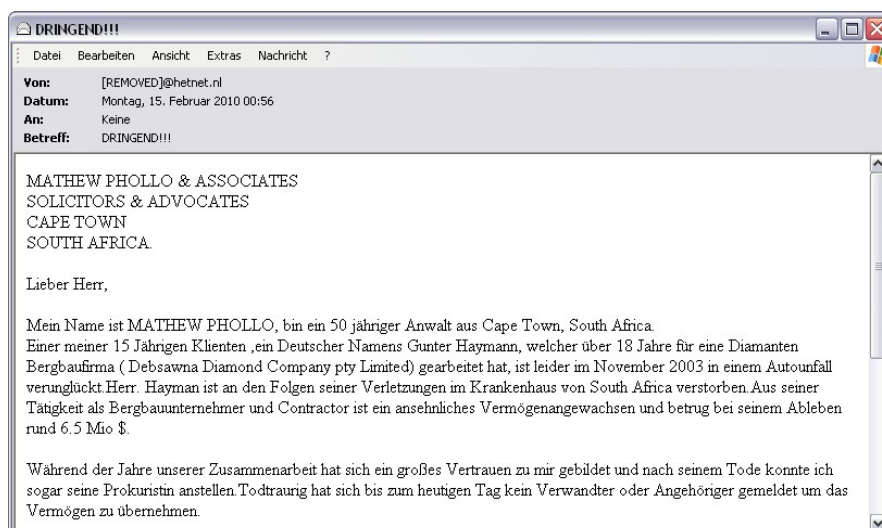 DRINGEND!!!
Datei Bearbeiten Ansicht Extras Nachricht ?
Von: [REMOVED]@hetnet.nl
Datum: Montag, 15. Februar 2010 00:56
An: Keine
Betreff: DRINGEND!!!
MATHEW PHOLLO & ASSOCIATES
SOLICITORS & ADVOCATES
CAPE TOWN
SOUTH AFRICA.
Lieber Herr,
Mein Name ist MATHEW PHOLLO, bin ein 50 jähriger Anwalt aus Cape Town, South Africa.
Einer meiner 15 Jährigen Klienten ,ein Deutscher Namens Gunter Haymann, welcher über 18 Jahre für eine Diamanten
Bergbaufirma ( Debsawna Diamond Company pty Limited) gearbeitet hat, ist leider im November 2003 in einem Autounfall
verunglückt.Herr. Hayman ist an den Folgen seiner Verletzungen im Krankenhaus von South Africa verstorben.Aus seiner
Tätigkeit als Bergbauunternehmer und Contractor ist ein ansehnliches Vermögenangewachsen und betrug bei seinem Ableben
rund 6.5 Mio $.
Während der Jahre unserer Zusammenarbeit hat sich ein großes Vertrauen zu mir gebildet und nach seinem Tode konnte ich
sogar seine Prokuristin anstellen.Todtraurig hat sich bis zum heutigen Tag kein Verwandter oder Angehöriger gemeldet um das
Vermögen zu übernehmen.